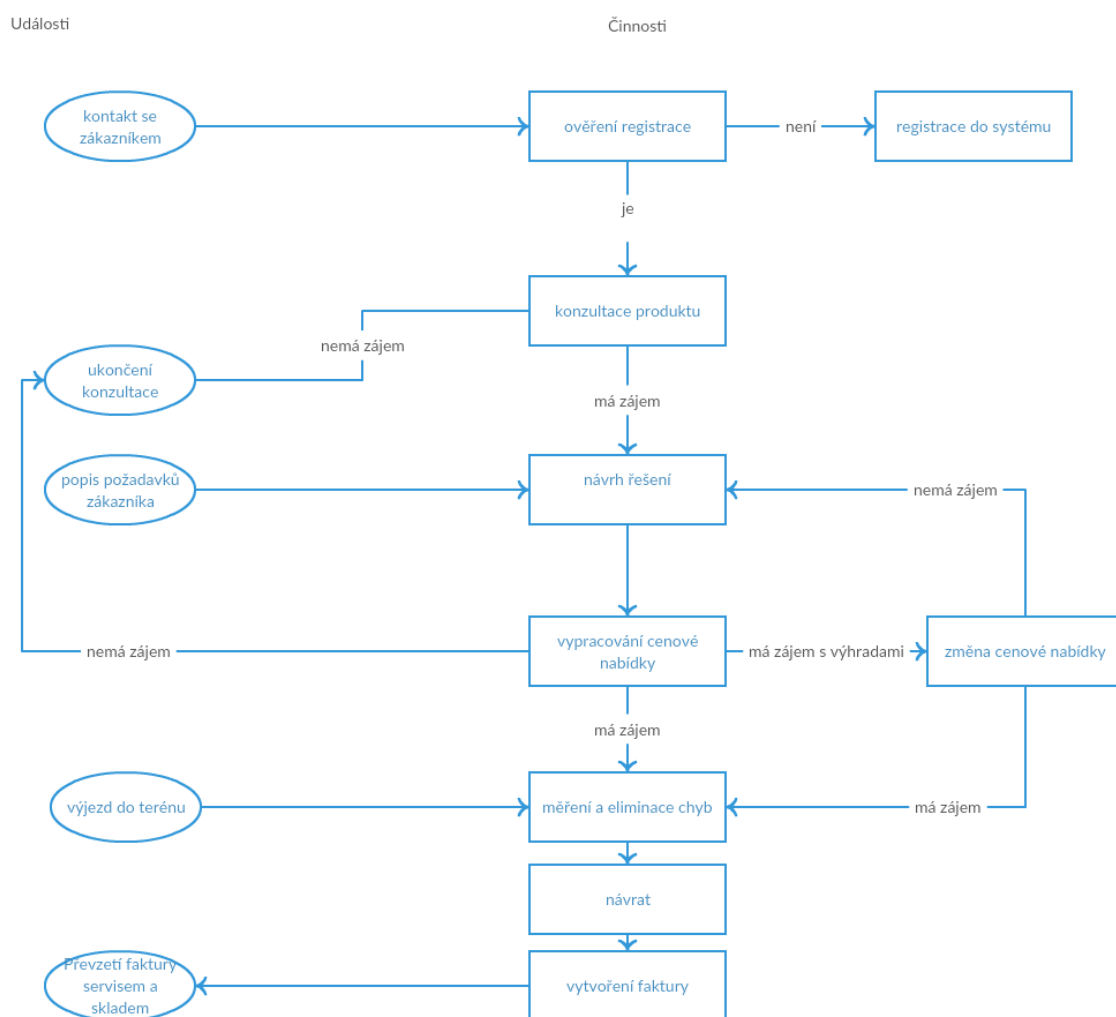 Události
Činnosti
kontakt se
zákazníkem
ověření registrace
není
registrace do systému
je
konzultace produktu
nemá zájem
ukončení
konzultace
má zájem
popis požadavků
zákazníka
návrh řešení
nemá zájem
nemá zájem
vypracování cenové
nabídky
má zájem s výhradami
změna cenové nabídky
má zájem
výjezd do terénu
měření a eliminace chyb
má zájem
návrat
Převzetí faktury
servisem a
skladem
vytvoření faktury